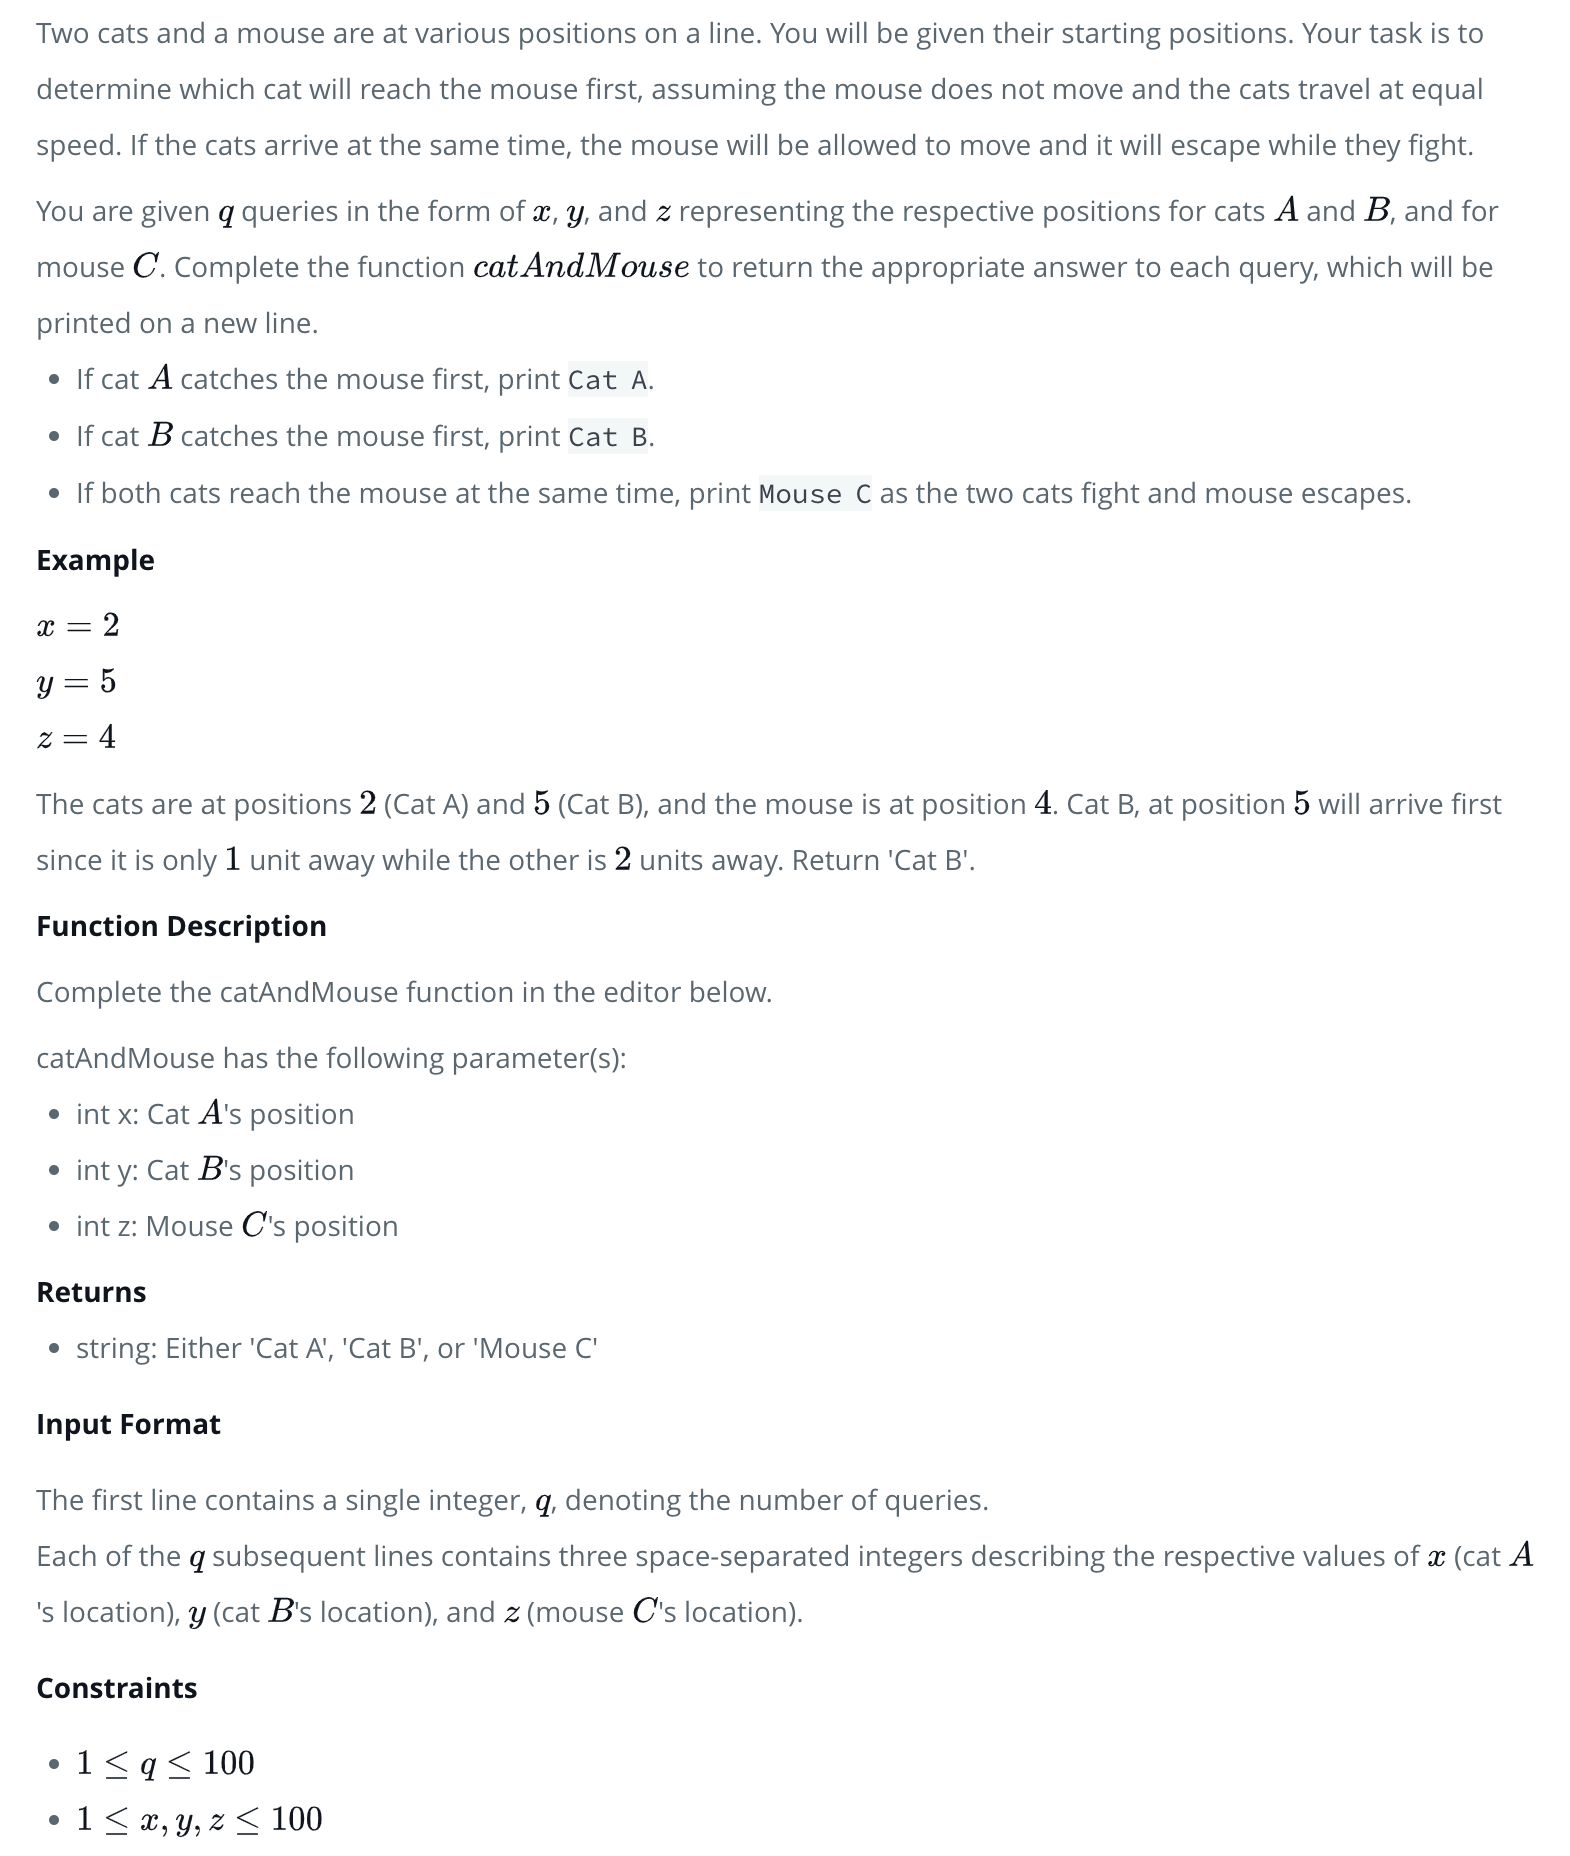 Two cats and a mouse are at various positions on a line. You will be given their starting positions. Your task is to
determine which cat will reach the mouse first, assuming the mouse does not move and the cats travel at equal
speed. If the cats arrive at the same time, the mouse will be allowed to move and it will escape while they fight.
You are given q queries in the form of x, y, and z representing the respective positions for cats A and B, and for
mouse C. Complete the function catAndMouse to return the appropriate answer to each query, which will be
printed on a new line.
• If cat A catches the mouse first, print Cat A.
• If cat B catches the mouse first, print Cat B.
• If both cats reach the mouse at the same time, print Mouse C as the two cats fight and mouse escapes.
Example
x = 2
y = 5
z = 4
The cats are at positions 2 (Cat A) and 5 (Cat B), and the mouse is at position 4. Cat B, at position 5 will arrive first
since it is only 1 unit away while the other is 2 units away. Return 'Cat B'.
Function Description
Complete the catAndMouse function in the editor below.
catAndMouse has the following parameter(s):
• int x: Cat A's position
• int y: Cat B's position
• int z: Mouse C's position
Returns
• string: Either 'Cat A', 'Cat B', or 'Mouse C'
Input Format
The first line contains a single integer, q, denoting the number of queries.
Each of the q subsequent lines contains three space-separated integers describing the respective values of x (cat A
's location), y (cat B's location), and z (mouse C's location).
Constraints
• 1 ≤ q ≤ 100
• 1 ≤ x, y, z ≤ 100